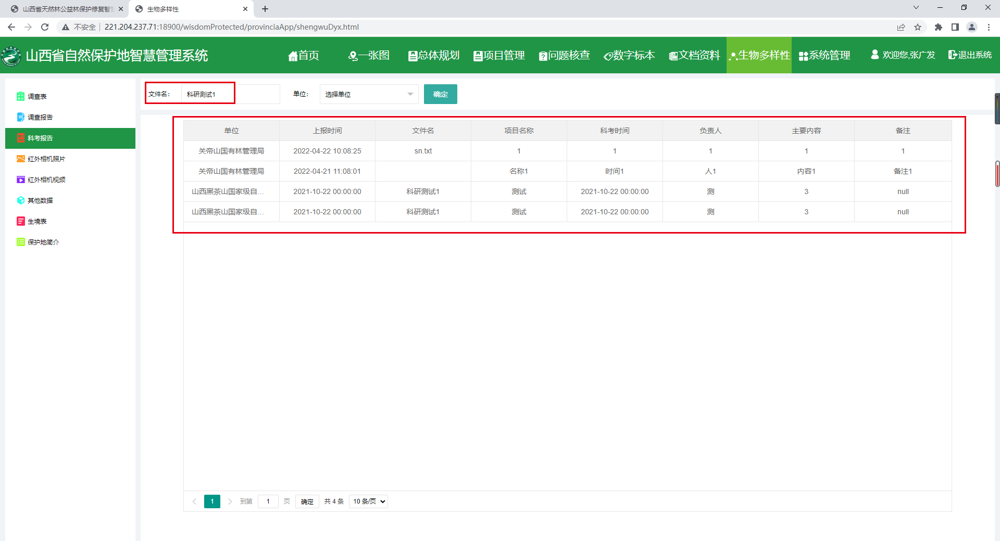 山西省天然林公益林保护修复智
生物多样性
不安全
221.204.237.71:18900/wisdomProtected/provinciaApp/shengwuDyx.html
山西省自然保护地智慧管理系统
首页
一张图
总体规划
项目管理
问题核查
数字标本
文档资料
生物多样性
系统管理
欢迎您,张广发
退出系统
调查表
调查报告
科考报告
红外相机照片
红外相机视频
其他数据
生境表
保护地简介
文件名： 科研测试1 单位： 选择单位 确定
单位 上报时间 文件名 项目名称 科考时间 负责人 主要内容 备注
关帝山国有林管理局 2022-04-22 10:08:25 sn.txt 1 1 1 1 1
关帝山国有林管理局 2022-04-21 11:08:01 名称1 时间1 人1 内容1 备注1
山西黑茶山国家级自... 2021-10-22 00:00:00 科研测试1 测试 2021-10-22 00:00:00 测 3 null
山西黑茶山国家级自... 2021-10-22 00:00:00 科研测试1 测试 2021-10-22 00:00:00 测 3 null
1 到第 1 页 确定 共 4 条 10 条/页